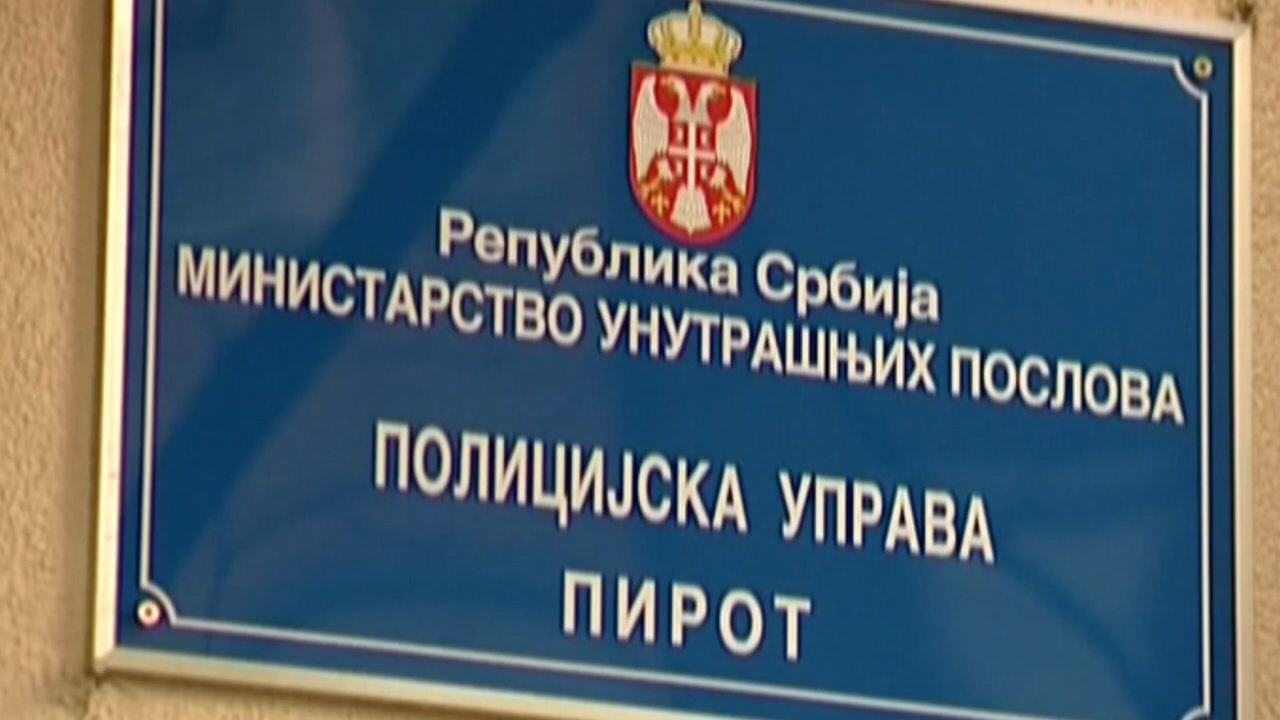 Република Србија
МИНИСТАРСТВО УНУТРАШЊИХ ПОСЛОВА
ПОЛИЦИЈСКА УПРАВА
ПИРОТ